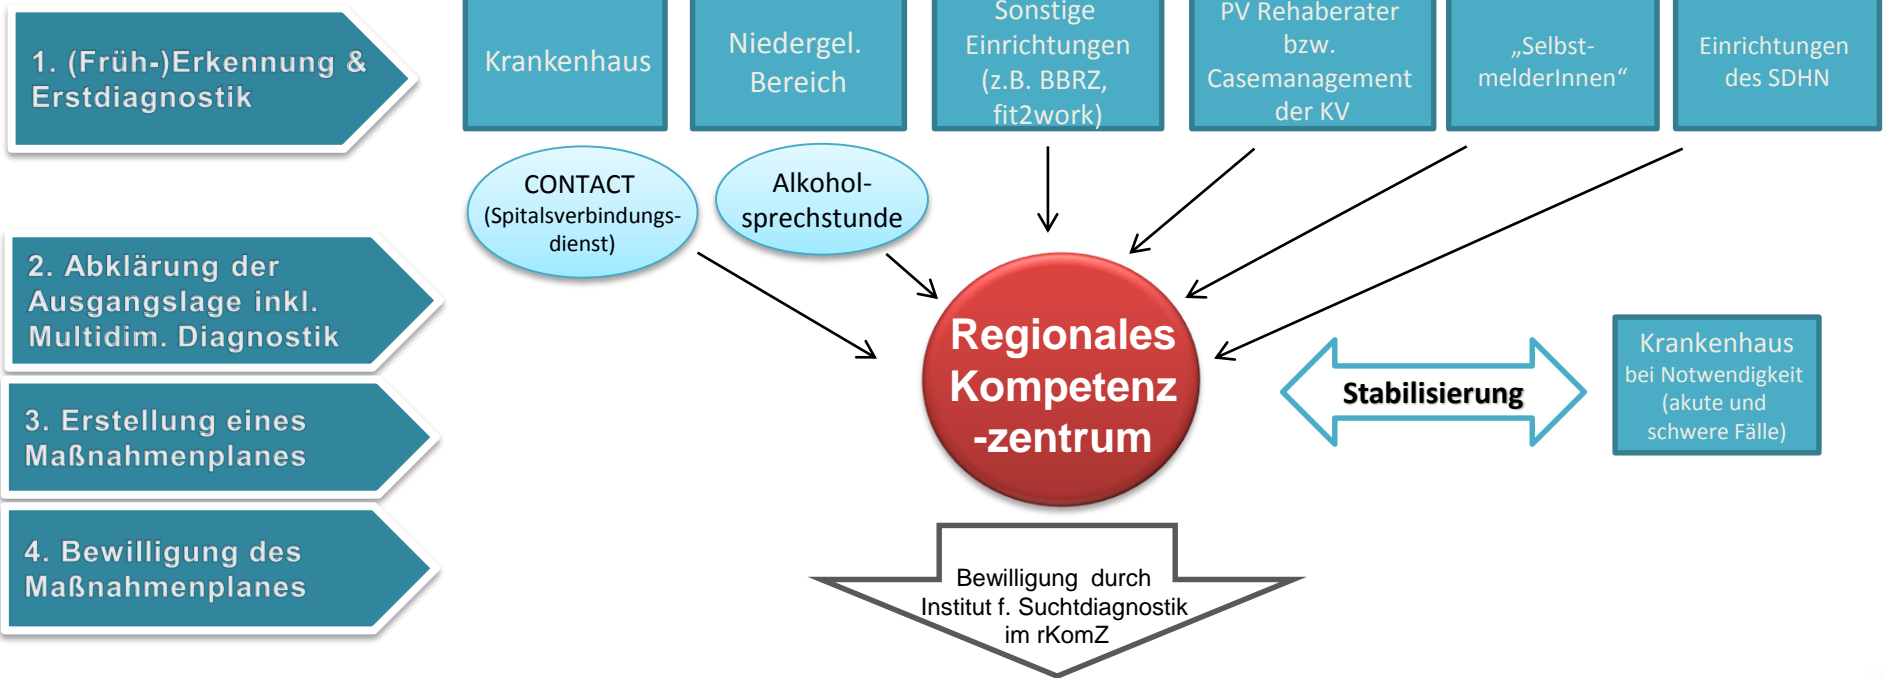 1. (Früh-)Erkennung &
Erstdiagnostik
Krankenhaus
Niedergel.
Bereich
Sonstige
Einrichtungen
(z.B. BBRZ,
fit2work)
PV Rehaberater
bzw.
Casemanagement
der KV
„Selbst-
melderInnen“
Einrichtungen
des SDHN
CONTACT
(Spitalsverbindungs-
dienst)
Alkohol-
sprechstunde
2. Abklärung der
Ausgangslage inkl.
Multidim. Diagnostik
Regionales
Kompetenz
-zentrum
Stabilisierung
Krankenhaus
bei Notwendigkeit
(akute und
schwere Fälle)
3. Erstellung eines
Maßnahmenplanes
4. Bewilligung des
Maßnahmenplanes
Bewilligung durch
Institut f. Suchtdiagnostik
im rKomZ